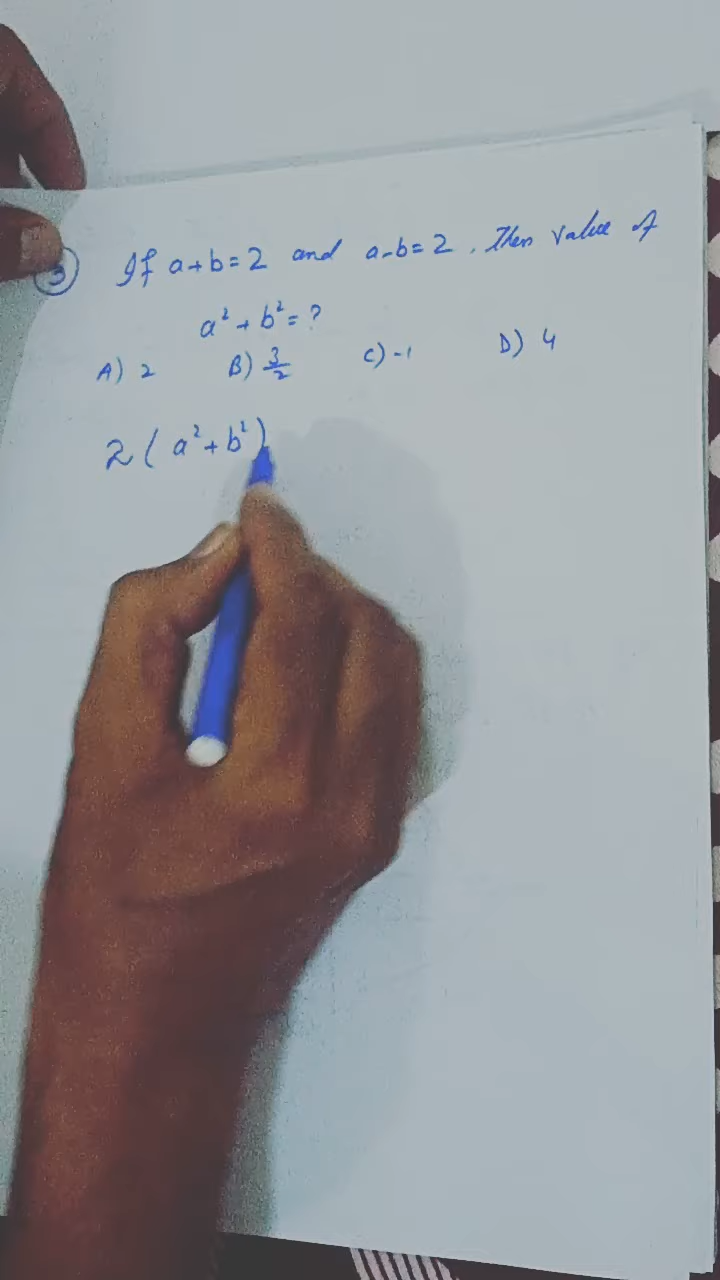 ③ If a+b=2 and a-b=2. Then value of
a²+b²=?
A) 2 B) 3/2 C) -1 D) 4
2(a²+b²)